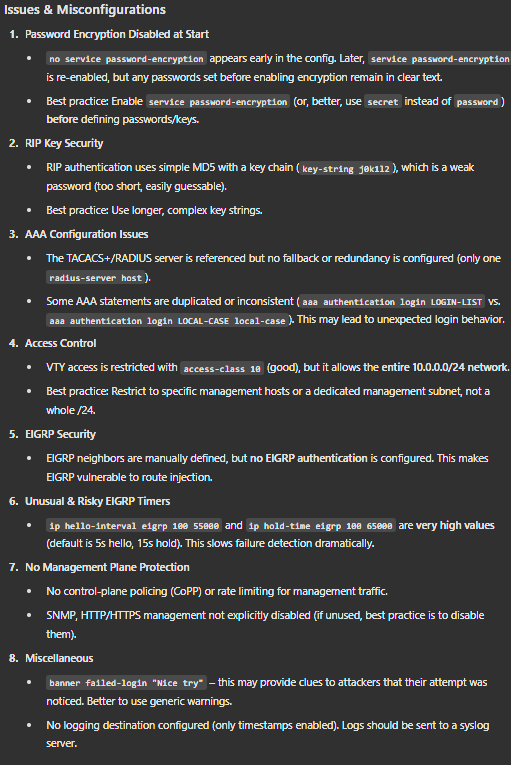 Issues & Misconfigurations
1. Password Encryption Disabled at Start
• no service password-encryption appears early in the config. Later, service password-encryption
is re-enabled, but any passwords set before enabling encryption remain in clear text.
• Best practice: Enable service password-encryption (or, better, use secret instead of password)
before defining passwords/keys.
2. RIP Key Security
• RIP authentication uses simple MD5 with a key chain (key-string j0k1l2), which is a weak
password (too short, easily guessable).
• Best practice: Use longer, complex key strings.
3. AAA Configuration Issues
• The TACACS+/RADIUS server is referenced but no fallback or redundancy is configured (only one
radius-server host).
• Some AAA statements are duplicated or inconsistent (aaa authentication login LOGIN-LIST vs.
aaa authentication login LOCAL-CASE local-case). This may lead to unexpected login behavior.
4. Access Control
• VTY access is restricted with access-class 10 (good), but it allows the entire 10.0.0.0/24 network.
• Best practice: Restrict to specific management hosts or a dedicated management subnet, not a
whole /24.
5. EIGRP Security
• EIGRP neighbors are manually defined, but no EIGRP authentication is configured. This makes
EIGRP vulnerable to route injection.
6. Unusual & Risky EIGRP Timers
• ip hello-interval eigrp 100 55000 and ip hold-time eigrp 100 65000 are very high values
(default is 5s hello, 15s hold). This slows failure detection dramatically.
7. No Management Plane Protection
• No control-plane policing (CoPP) or rate limiting for management traffic.
• SNMP, HTTP/HTTPS management not explicitly disabled (if unused, best practice is to disable
them).
8. Miscellaneous
• banner failed-login "Nice try" – this may provide clues to attackers that their attempt was
noticed. Better to use generic warnings.
• No logging destination configured (only timestamps enabled). Logs should be sent to a syslog
server.